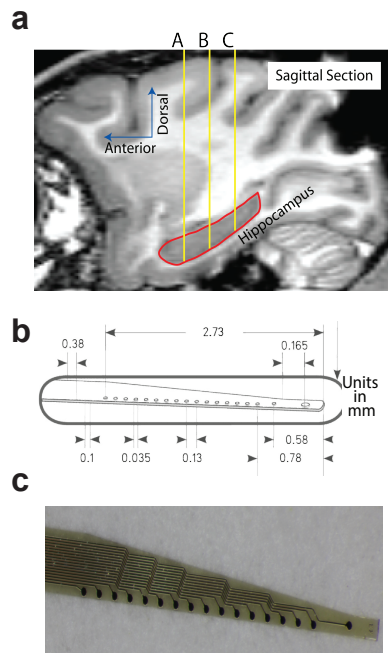 a
A B C
Sagittal Section
Dorsal
Anterior
Hippocampus
b
2.73
0.38
0.165
Units
in
mm
0.1
0.035
0.13
0.58
0.78
c